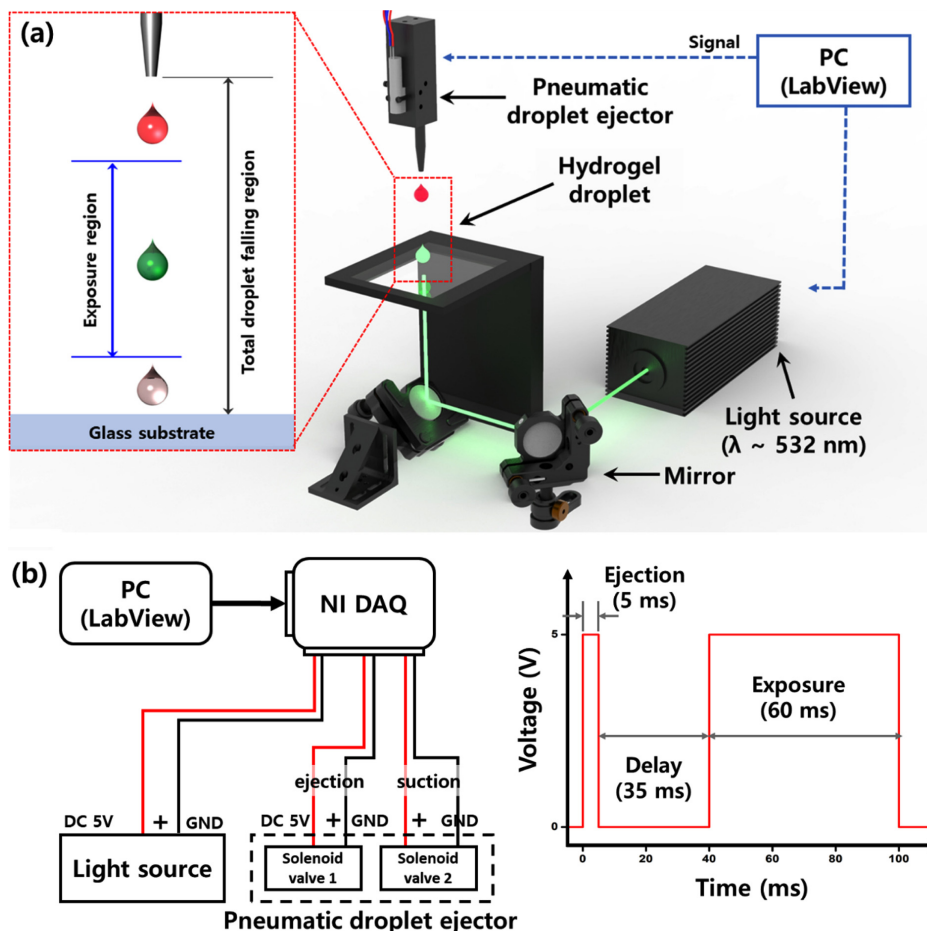 (a)
Signal
PC
(LabView)
Pneumatic
droplet ejector
Hydrogel
droplet
Exposure region
Total droplet falling region
Glass substrate
Light source
(λ ~ 532 nm)
Mirror
(b)
PC
(LabView)
NI DAQ
ejection
suction
DC 5V
+
GND
DC 5V
+
GND
+
GND
Light source
Solenoid
valve 1
Solenoid
valve 2
Pneumatic droplet ejector
Ejection
(5 ms)
5
Exposure
(60 ms)
Delay
(35 ms)
Voltage (V)
0
0
20
40
60
80
100
Time (ms)